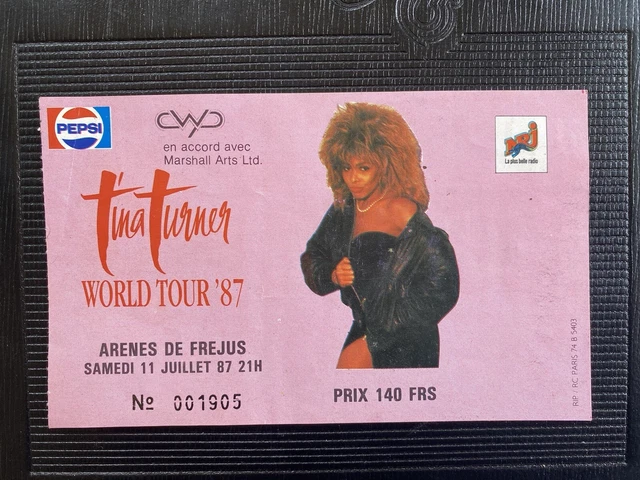 PEPSI
CWD
en accord avec
Marshall Arts Ltd.
NRJ
La plus belle radio
Tina Turner
WORLD TOUR '87
ARENES DE FREJUS
SAMEDI 11 JUILLET 87 21H
Nº 001905
PRIX 140 FRS
RIP - RC PARIS 74 B 5403